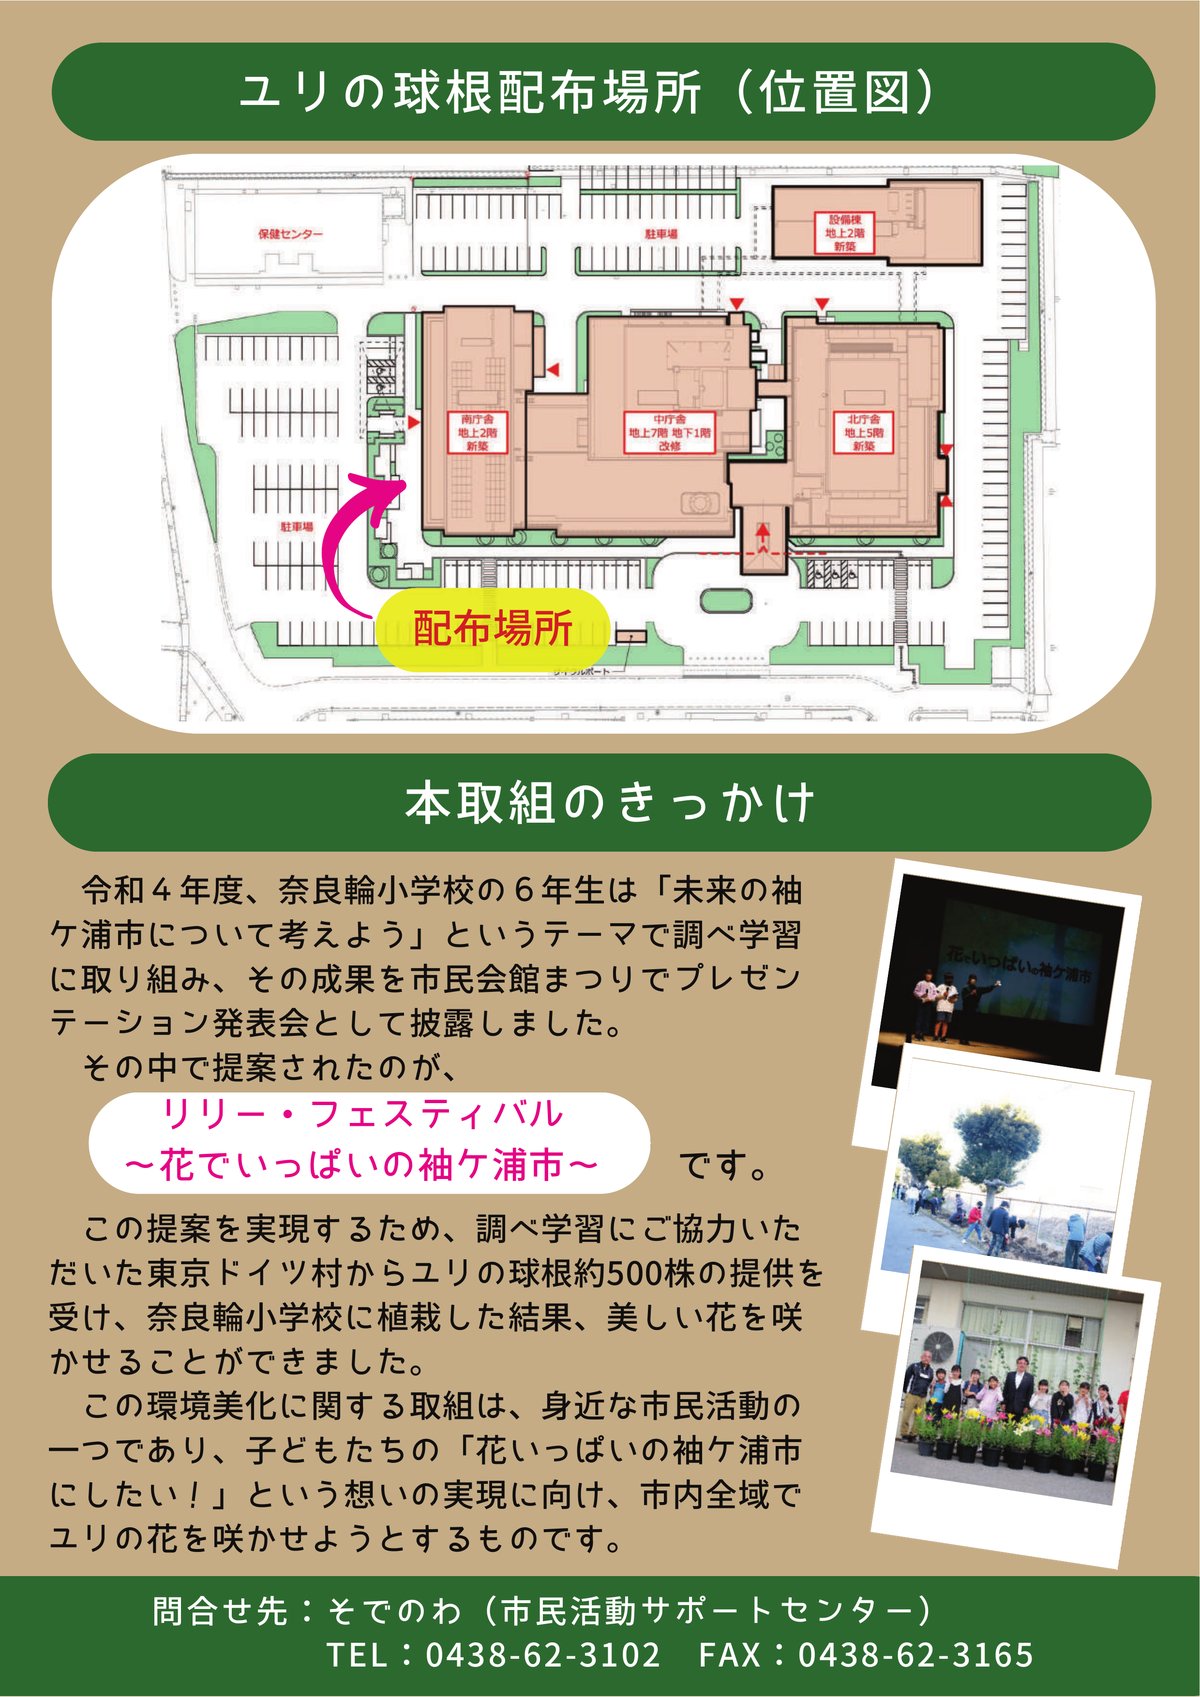 ユリの球根配布場所（位置図）
保健センター
駐車場
設備棟
地上2階
新築
南庁舎
地上2階
新築
中庁舎
地上7階 地下1階
改修
北庁舎
地上5階
新築
駐車場
配布場所
サイクルポート
本取組のきっかけ
令和４年度、奈良輪小学校の６年生は「未来の袖
ケ浦市について考えよう」というテーマで調べ学習
に取り組み、その成果を市民会館まつりでプレゼン
テーション発表会として披露しました。
その中で提案されたのが、
リリー・フェスティバル
～花でいっぱいの袖ケ浦市～
です。
この提案を実現するため、調べ学習にご協力いた
だいた東京ドイツ村からユリの球根約500株の提供を
受け、奈良輪小学校に植栽した結果、美しい花を咲
かせることができました。
この環境美化に関する取組は、身近な市民活動の
一つであり、子どもたちの「花いっぱいの袖ケ浦市
にしたい！」という想いの実現に向け、市内全域で
ユリの花を咲かせようとするものです。
花でいっぱいの袖ケ浦市
問合せ先：そでのわ（市民活動サポートセンター）
TEL：0438-62-3102　FAX：0438-62-3165